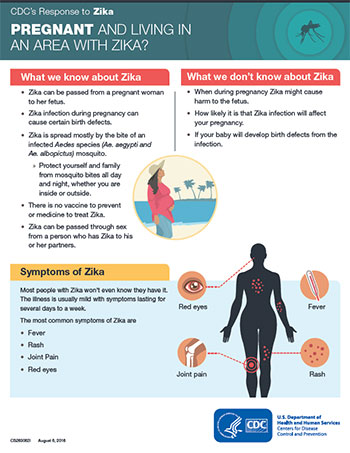 CDC's Response to Zika
PREGNANT AND LIVING IN
AN AREA WITH ZIKA?
What we know about Zika
• Zika can be passed from a pregnant woman
to her fetus.
• Zika infection during pregnancy can
cause certain birth defects.
• Zika is spread mostly by the bite of an
infected Aedes species (Ae. aegypti and
Ae. albopictus) mosquito.
» Protect yourself and family
from mosquito bites all day
and night, whether you are
inside or outside.
• There is no vaccine to prevent
or medicine to treat Zika.
• Zika can be passed through sex
from a person who has Zika to his
or her partners.
What we don't know about Zika
• When during pregnancy Zika might cause
harm to the fetus.
• How likely it is that Zika infection will affect
your pregnancy.
• If your baby will develop birth defects from the
infection.
Symptoms of Zika
Most people with Zika won't even know they have it.
The illness is usually mild with symptoms lasting for
several days to a week.
The most common symptoms of Zika are
• Fever
• Rash
• Joint Pain
• Red eyes
Red eyes
Fever
Joint pain
Rash
CDC
U.S. Department of
Health and Human Services
Centers for Disease
Control and Prevention
August 8, 2016